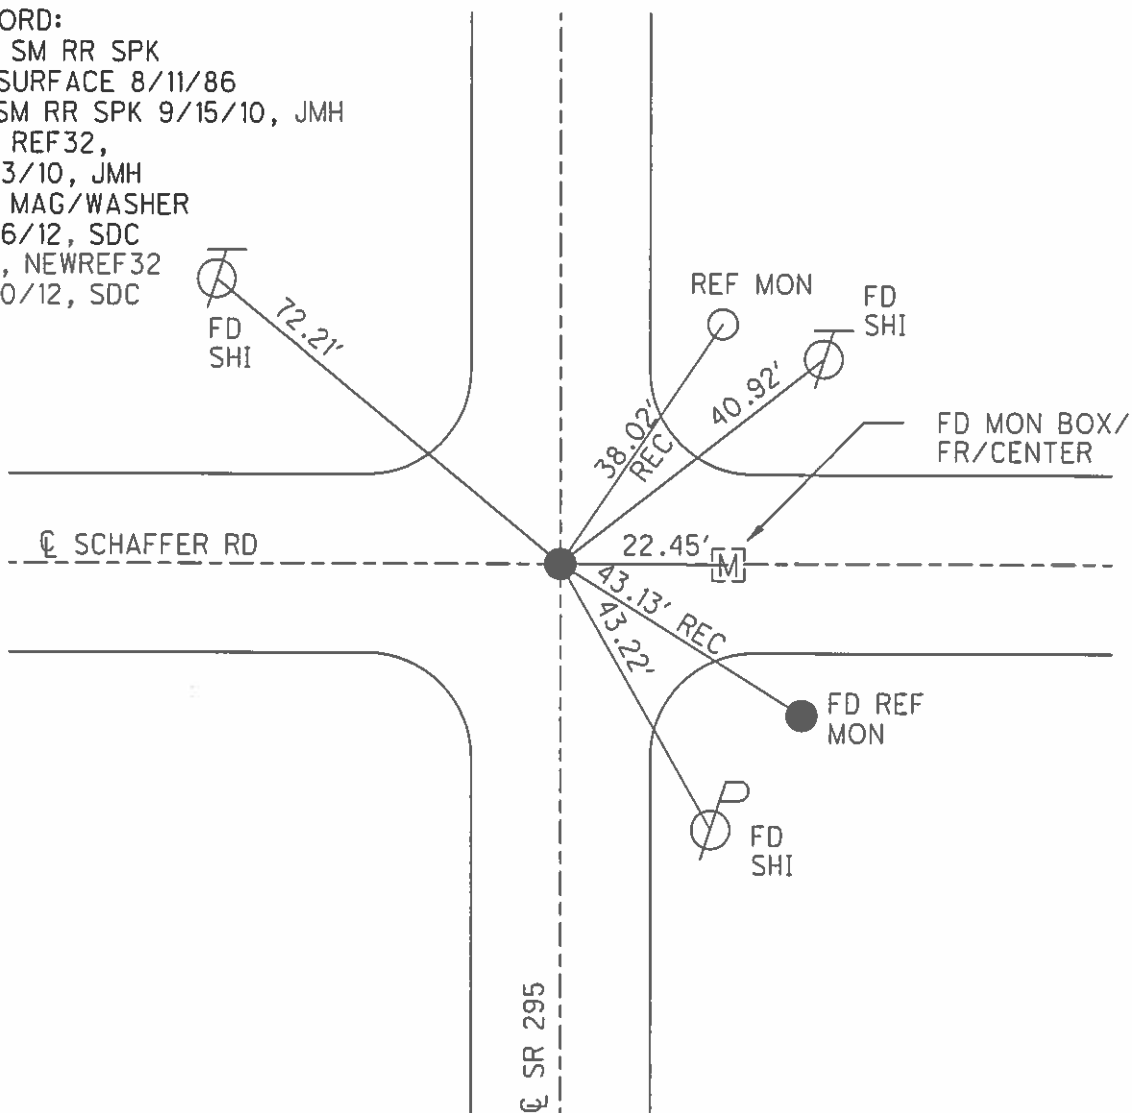 ORD:
SM RR SPK
SURFACE 8/11/86
SM RR SPK 9/15/10, JMH
REF32,
3/10, JMH
MAG/WASHER
6/12, SDC
, NEWREF32
0/12, SDC
FD
SHI
72.21'
REF MON
FD
SHI
38.02'
REC
40.92'
FD MON BOX/
FR/CENTER
℄ SCHAFFER RD
22.45'
M
43.13' REC
43.22'
FD REF
MON
FD
SHI
℄ SR 295